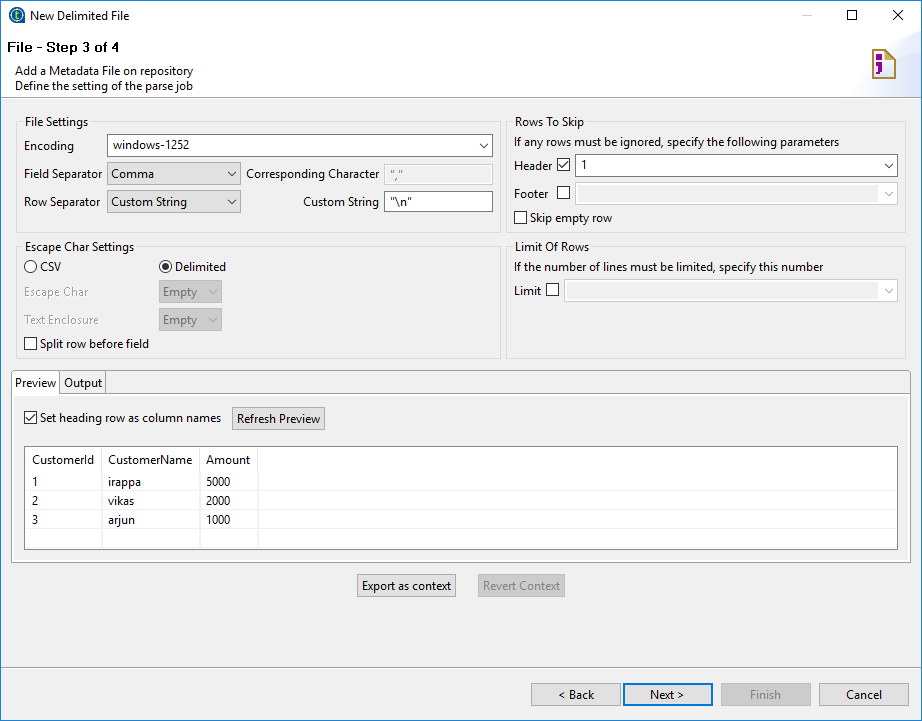 New Delimited File
File - Step 3 of 4
Add a Metadata File on repository
Define the setting of the parse job
File Settings
Encoding windows-1252
Field Separator Comma Corresponding Character ","
Row Separator Custom String Custom String "\n"
Rows To Skip
If any rows must be ignored, specify the following parameters
Header 1
Footer
Skip empty row
Escape Char Settings
CSV Delimited
Escape Char Empty
Text Enclosure Empty
Split row before field
Limit Of Rows
If the number of lines must be limited, specify this number
Limit
Preview Output
Set heading row as column names Refresh Preview
CustomerId CustomerName Amount
1 irappa 5000
2 vikas 2000
3 arjun 1000
Export as context Revert Context
< Back Next > Finish Cancel